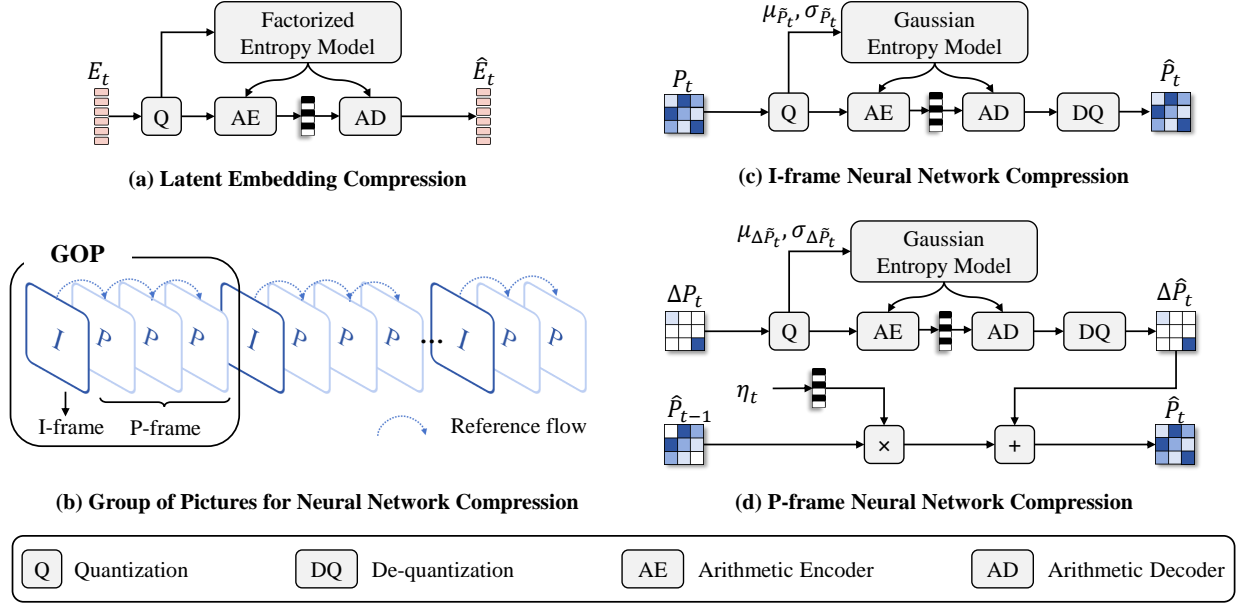 Factorized
Entropy Model
E_t
Q
AE
AD
Ê_t
(a) Latent Embedding Compression
GOP
I
P
P
P
I
P
P
P
...
I
P
P
I-frame
P-frame
Reference flow
(b) Group of Pictures for Neural Network Compression
μ_{P̃_t}, σ_{P̃_t}
Gaussian
Entropy Model
P_t
Q
AE
AD
DQ
P̂_t
(c) I-frame Neural Network Compression
μ_{ΔP̃_t}, σ_{ΔP̃_t}
Gaussian
Entropy Model
ΔP_t
Q
AE
AD
DQ
ΔP̂_t
η_t
P̂_{t-1}
×
+
P̂_t
(d) P-frame Neural Network Compression
Q Quantization
DQ De-quantization
AE Arithmetic Encoder
AD Arithmetic Decoder